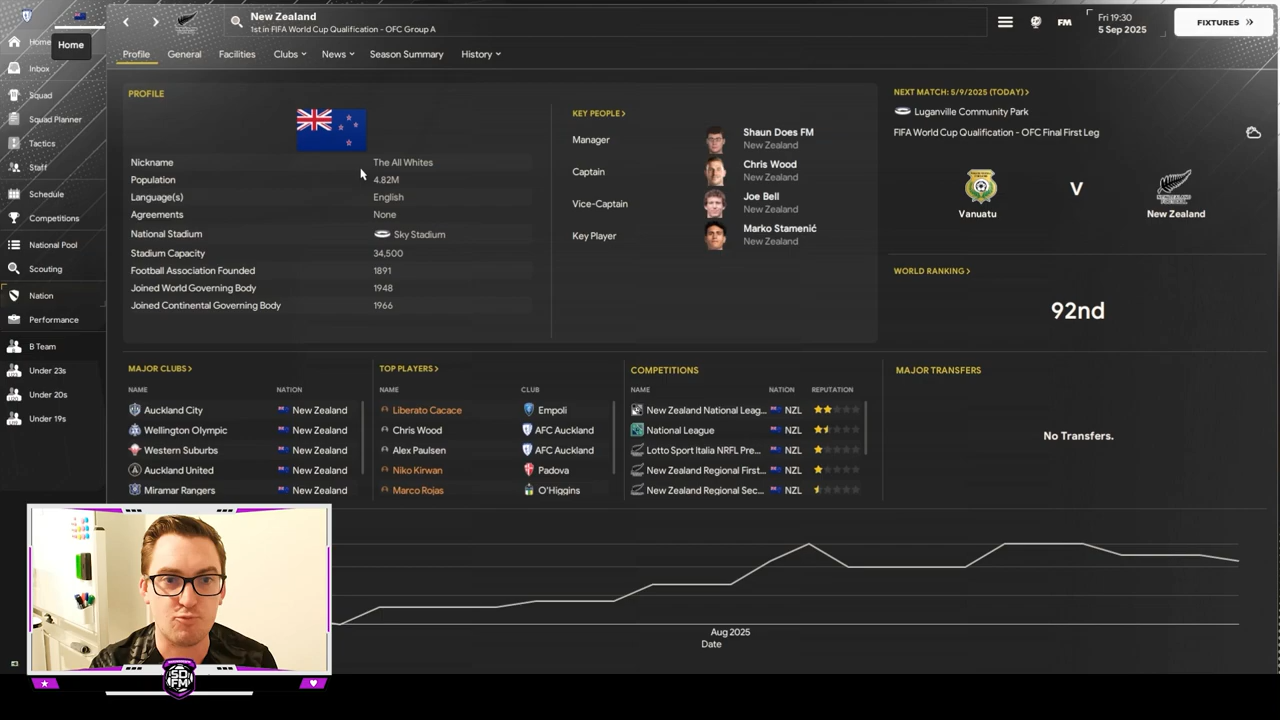 New Zealand
1st in FIFA World Cup Qualification - OFC Group A
FM
Fri 19:30
5 Sep 2025
FIXTURES
Home
Home
Inbox
Squad
Squad Planner
Tactics
Staff
Schedule
Competitions
National Pool
Scouting
Nation
Performance
B Team
Under 23s
Under 20s
Under 19s
Profile
General
Facilities
Clubs
News
Season Summary
History
PROFILE
Nickname The All Whites
Population 4.82M
Language(s) English
Agreements None
National Stadium Sky Stadium
Stadium Capacity 34,500
Football Association Founded 1891
Joined World Governing Body 1948
Joined Continental Governing Body 1966
KEY PEOPLE >
Manager Shaun Does FM
New Zealand
Captain Chris Wood
New Zealand
Vice-Captain Joe Bell
New Zealand
Key Player Marko Stamenić
New Zealand
NEXT MATCH: 5/9/2025 (TODAY) >
Luganville Community Park
FIFA World Cup Qualification - OFC Final First Leg
V
Vanuatu New Zealand
WORLD RANKING >
92nd
MAJOR CLUBS >
NAME NATION
Auckland City New Zealand
Wellington Olympic New Zealand
Western Suburbs New Zealand
Auckland United New Zealand
Miramar Rangers New Zealand
TOP PLAYERS >
NAME CLUB
Liberato Cacace Empoli
Chris Wood AFC Auckland
Alex Paulsen AFC Auckland
Niko Kirwan Padova
Marco Rojas O'Higgins
COMPETITIONS
NAME NATION REPUTATION
New Zealand National Leag... NZL
National League NZL
Lotto Sport Italia NRFL Pre... NZL
New Zealand Regional First... NZL
New Zealand Regional Sec... NZL
MAJOR TRANSFERS
No Transfers.
Aug 2025
Date
SD
FM